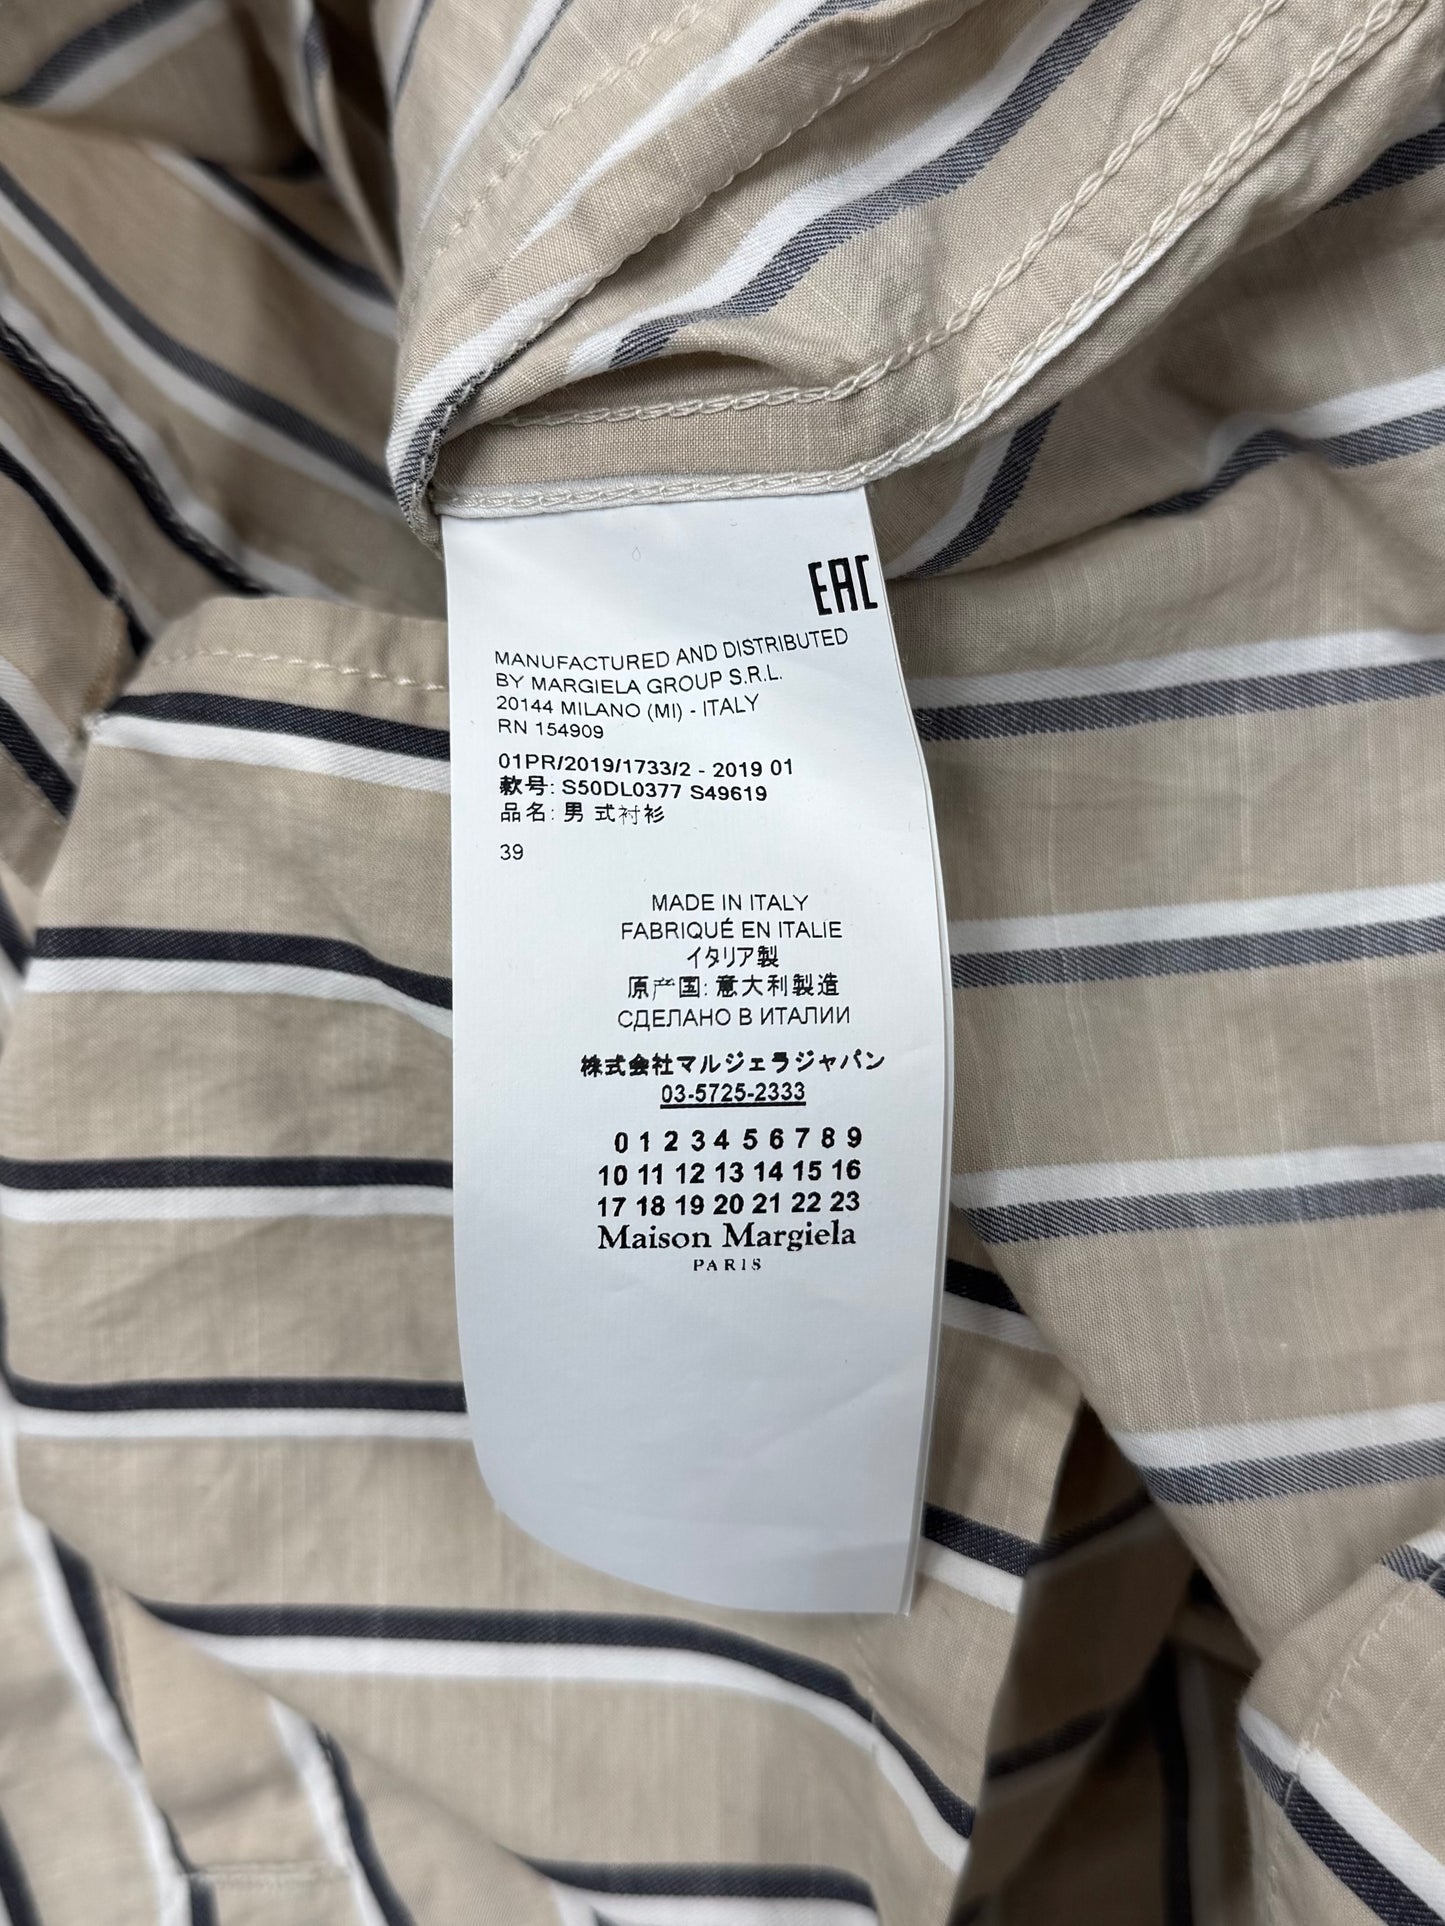 EAC
MANUFACTURED AND DISTRIBUTED
BY MARGIELA GROUP S.R.L.
20144 MILANO (MI) - ITALY
RN 154909
01PR/2019/1733/2 - 2019 01
款号: S50DL0377 S49619
品名: 男 式衬衫
39
MADE IN ITALY
FABRIQUÉ EN ITALIE
イタリア製
原产国: 意大利製造
СДЕЛАНО В ИТАЛИИ
株式会社マルジェラジャパン
03-5725-2333
0 1 2 3 4 5 6 7 8 9
10 11 12 13 14 15 16
17 18 19 20 21 22 23
Maison Margiela
PARIS